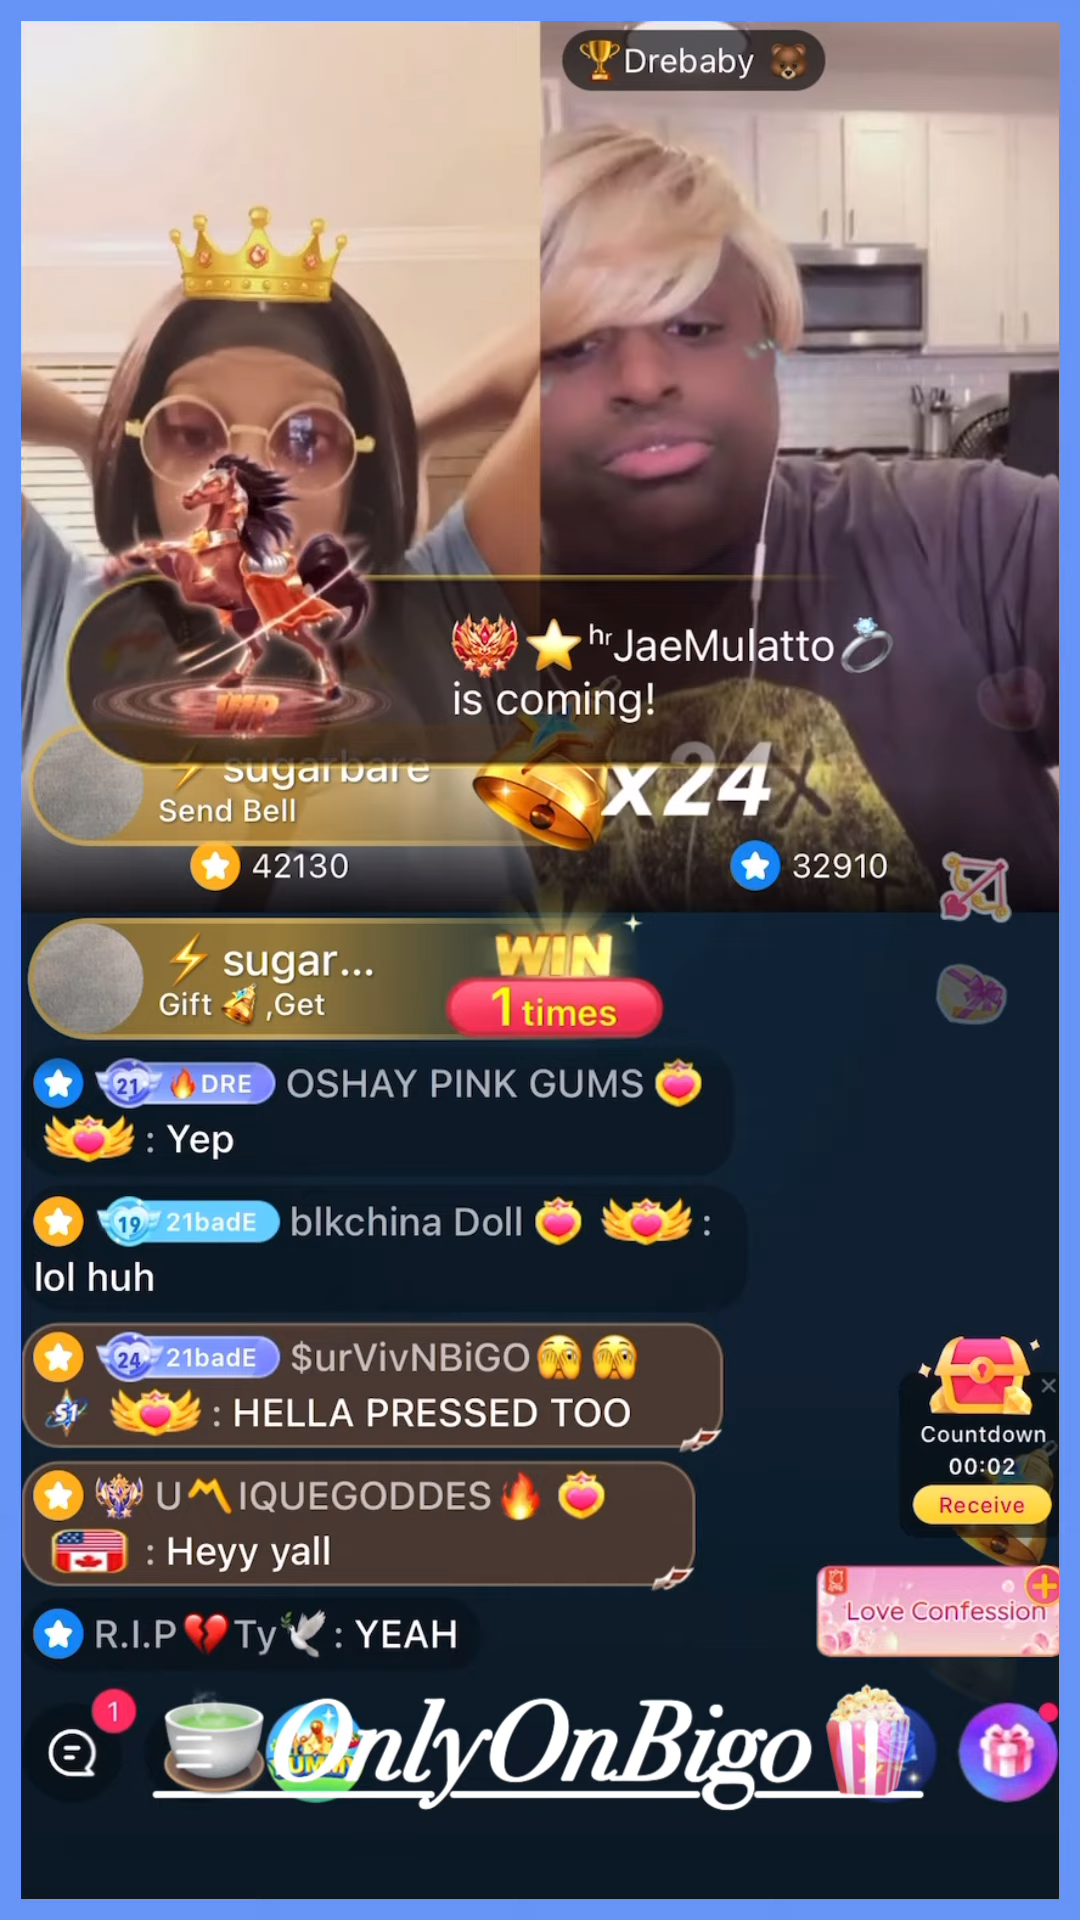 🏆Drebaby 🐻
⭐ʰʳJaeMulatto💍
is coming!
VIP
⚡ sugarbare
Send Bell
x24
42130
32910
⚡ sugar...
Gift 🔔 ,Get
WIN
1 times
21 🔥DRE OSHAY PINK GUMS
: Yep
19 21badE blkchina Doll :
lol huh
24 21badE $urVivNBiGO🫣🫣
S1 : HELLA PRESSED TOO
U〽️IQUEGODDES🔥
: Heyy yall
R.I.P💔Ty🕊️: YEAH
Countdown
00:02
Receive
Love Confession
1
🍵OnlyOnBigo🍿